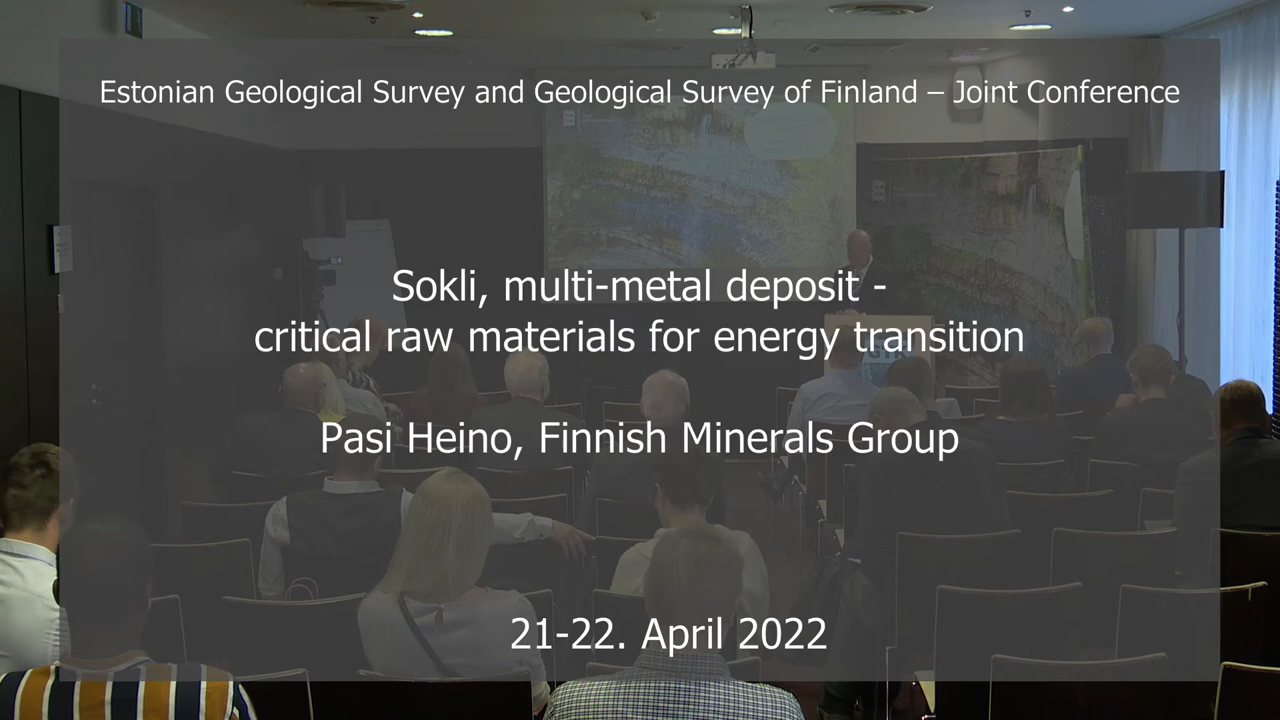 Estonian Geological Survey and Geological Survey of Finland – Joint Conference
Sokli, multi-metal deposit -
critical raw materials for energy transition
Pasi Heino, Finnish Minerals Group
21-22. April 2022
GTK